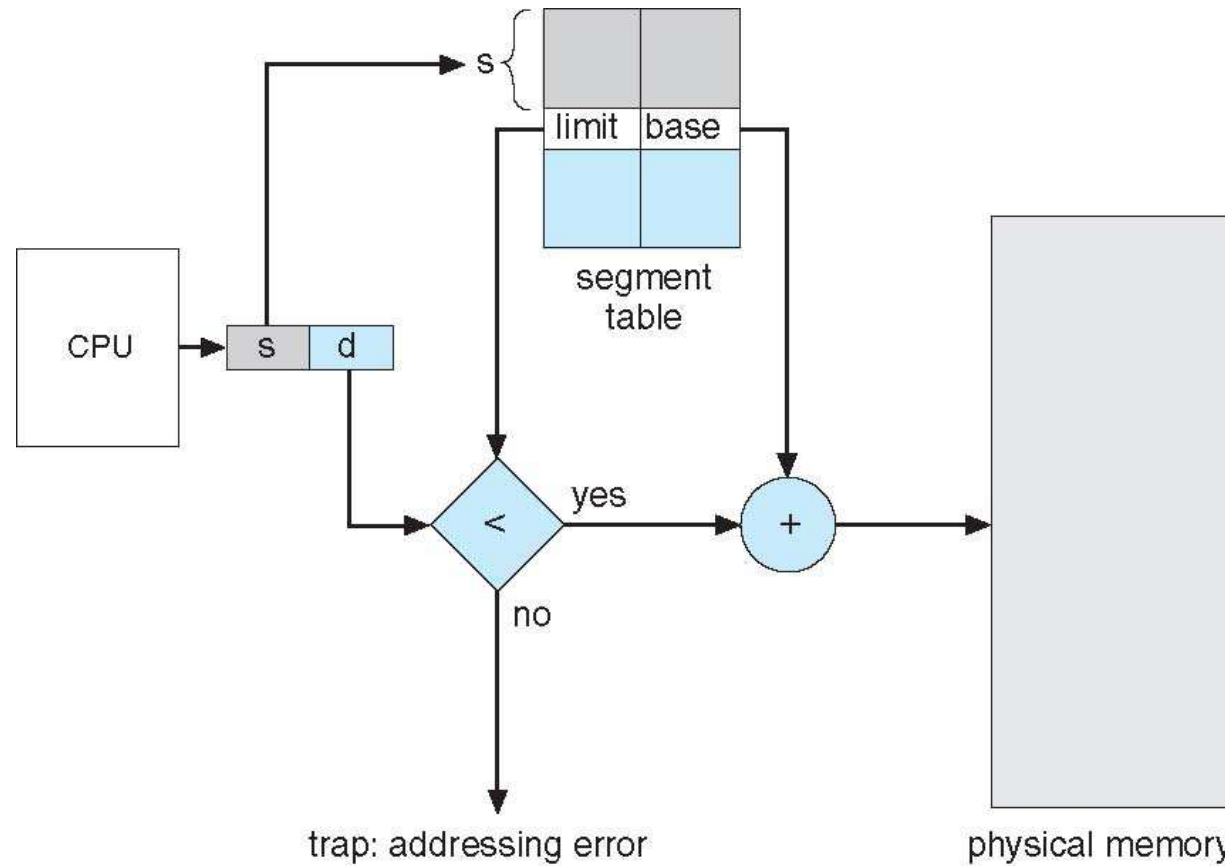 s
limit base
segment
table
CPU
s d
<
yes
+
no
trap: addressing error
physical memory